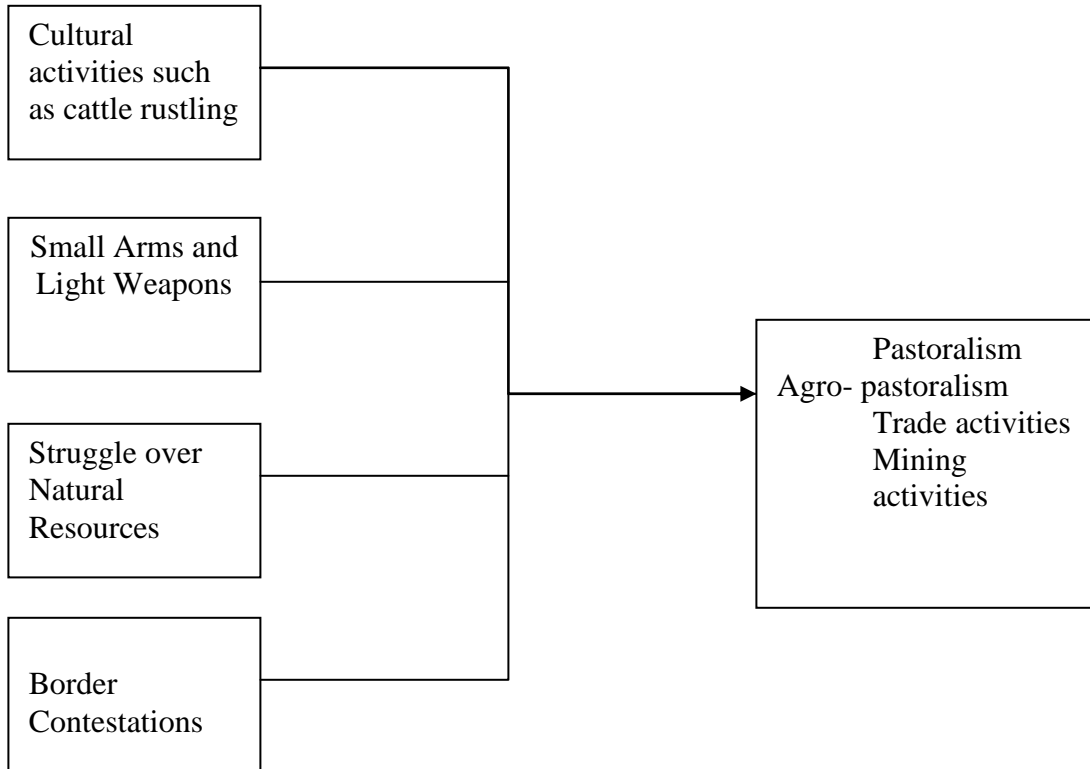 Cultural
activities such
as cattle rustling
Small Arms and
Light Weapons
Struggle over
Natural
Resources
Border
Contestations
Pastoralism
Agro- pastoralism
Trade activities
Mining
activities